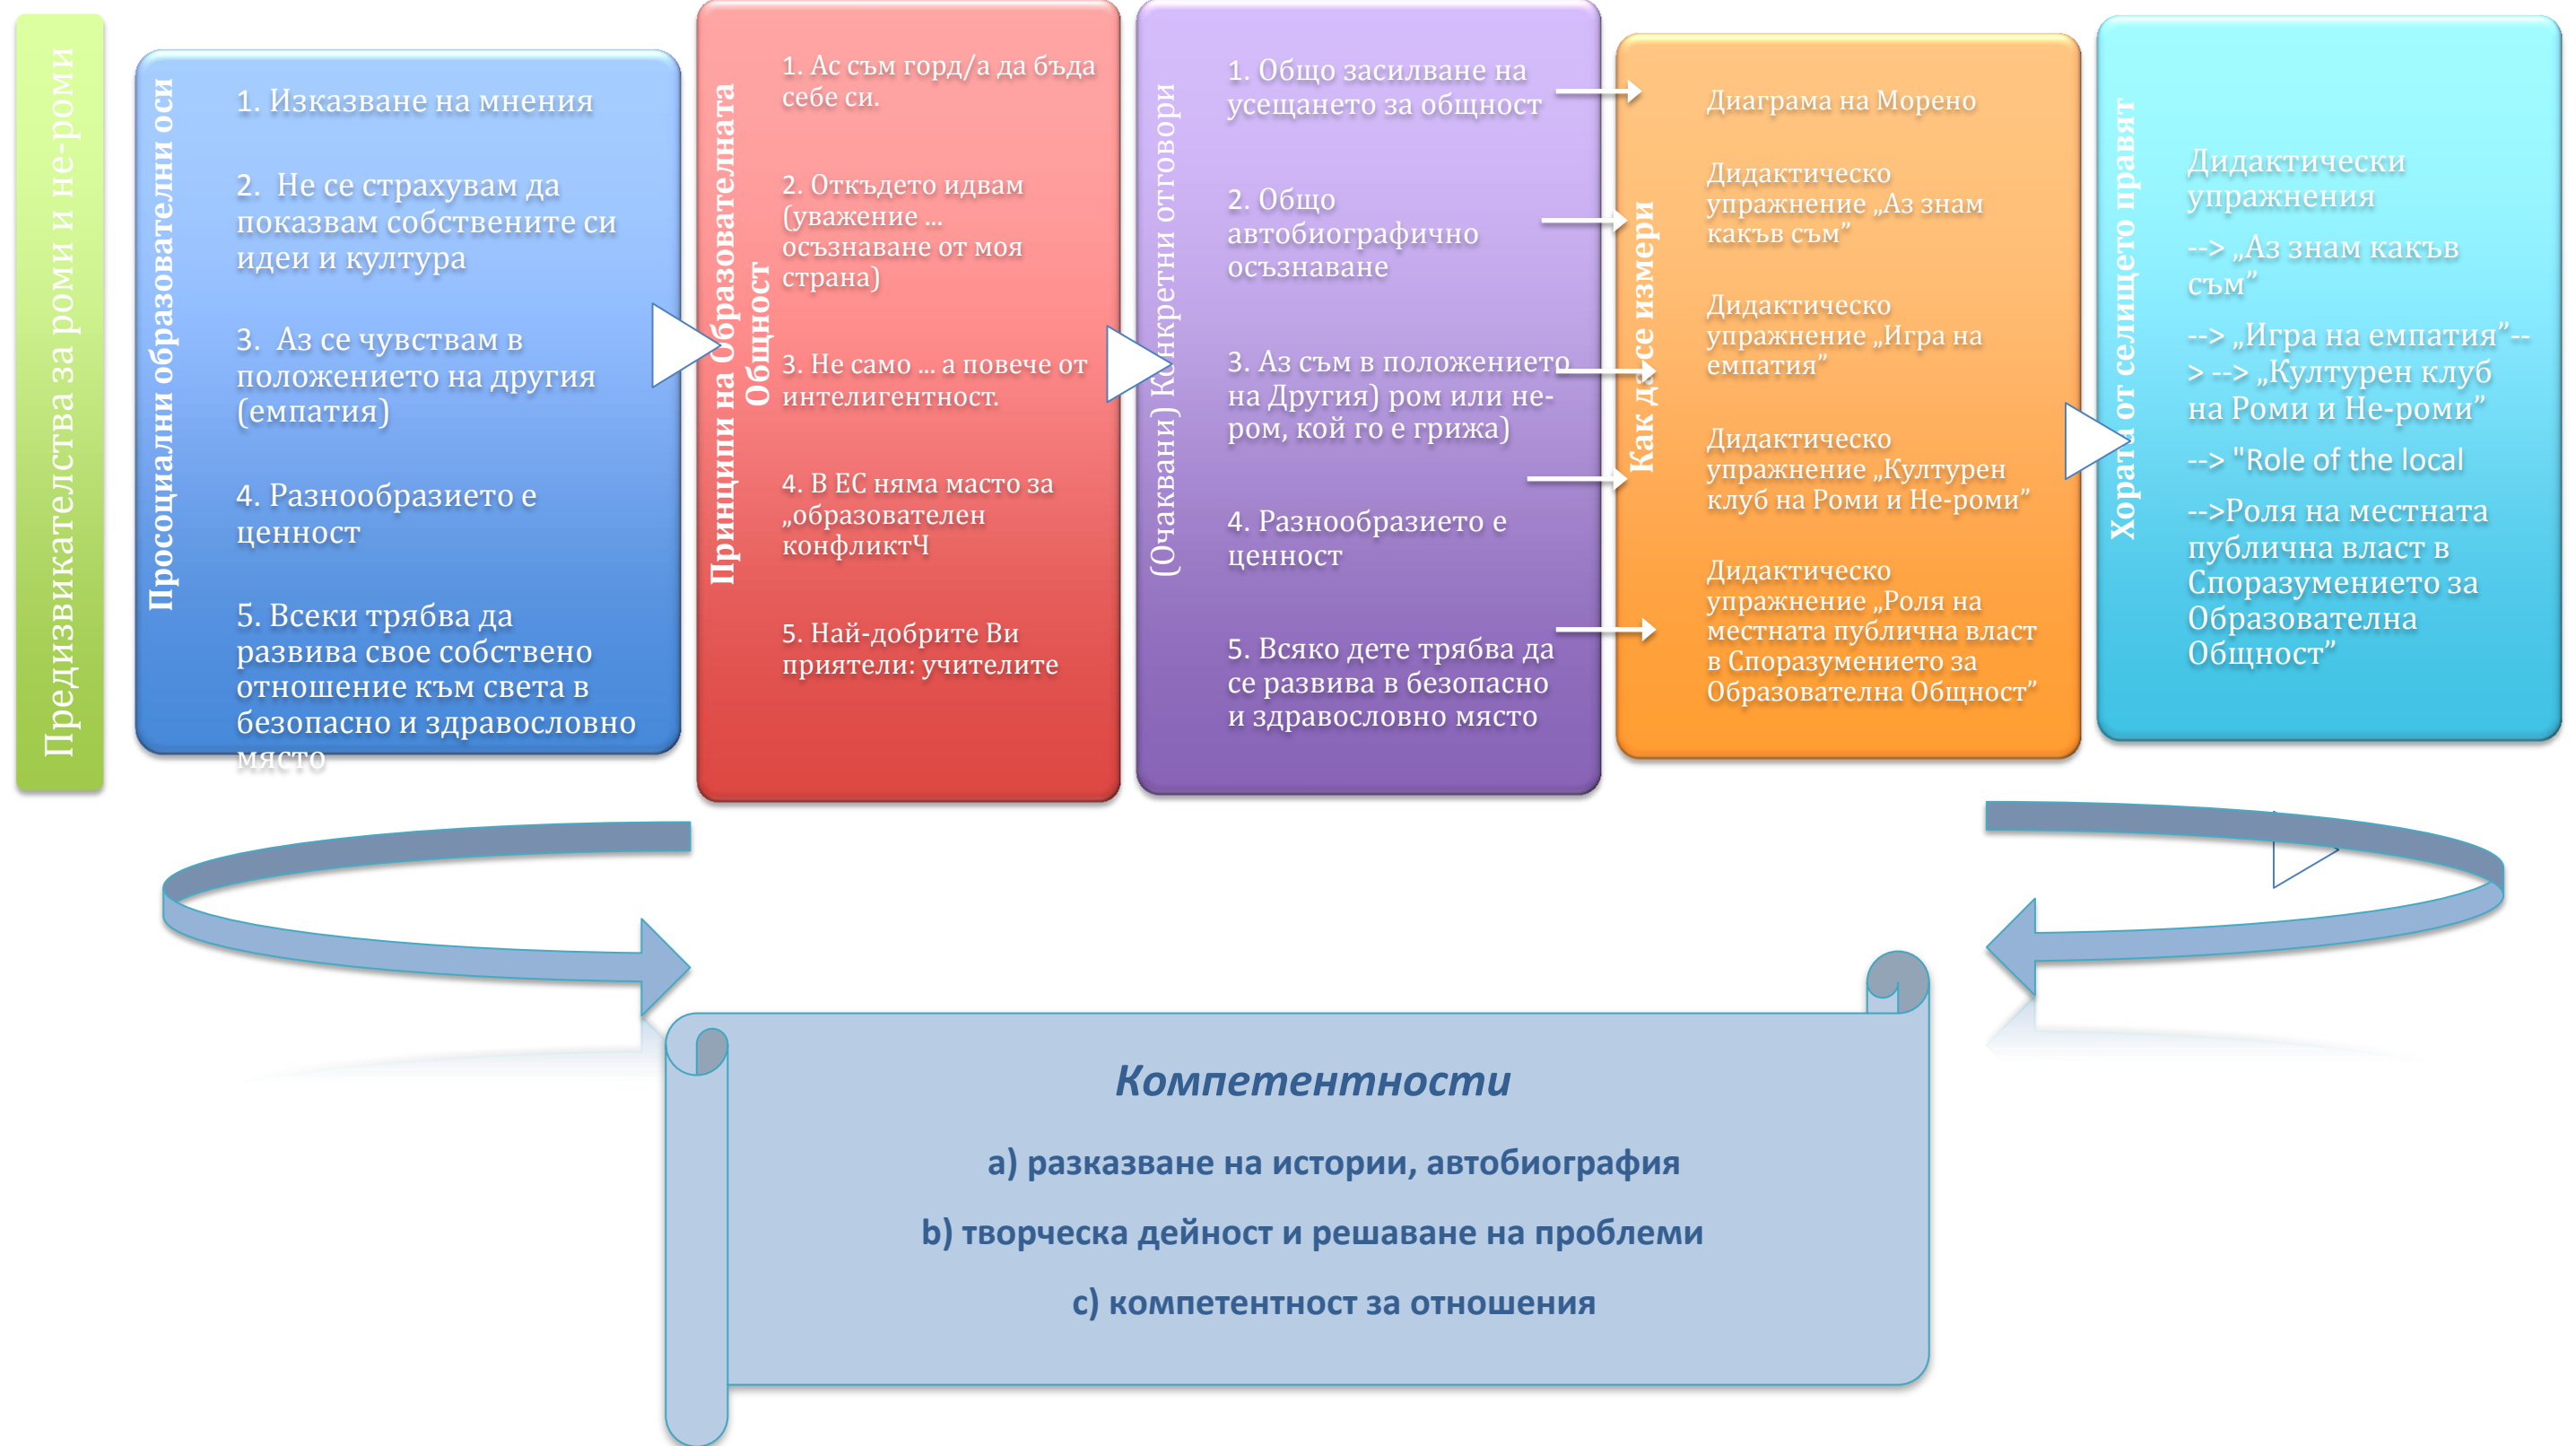 Предизвикателства за роми и не-роми
Просоциални образователни оси
1. Изказване на мнения
2. Не се страхувам да
показвам собствените си
идеи и култура
3. Аз се чувствам в
положението на другия
(емпатия)
4. Разнообразието е
ценност
5. Всеки трябва да
развива свое собствено
отношение към света в
безопасно и здравословно
място
Принципи на Образователната
Общност
1. Ас съм горд/а да бъда
себе си.
2. Откъдето идвам
(уважение ...
осъзнаване от моя
страна)
3. Не само ... а повече от
интелигентност.
4. В ЕС няма масто за
„образователен
конфликтЧ
5. Най-добрите Ви
приятели: учителите
(Очаквани) Конкретни отговори
1. Общо засилване на
усещането за общност
2. Общо
автобиографично
осъзнаване
3. Аз съм в положението
на Другия) ром или не-
ром, кой го е грижа)
4. Разнообразието е
ценност
5. Всяко дете трябва да
се развива в безопасно
и здравословно място
Как да се измери
Диаграма на Морено
Дидактическо
упражнение „Аз знам
какъв съм”
Дидактическо
упражнение „Игра на
емпатия”
Дидактическо
упражнение „Културен
клуб на Роми и Не-роми”
Дидактическо
упражнение „Роля на
местната публична власт
в Споразумението за
Образователна Общност”
Хората от селището правят
Дидактически
упражнения
--> „Аз знам какъв
съм”
--> „Игра на емпатия”--
> --> „Културен клуб
на Роми и Не-роми”
--> "Role of the local
-->Роля на местната
публична власт в
Споразумението за
Образователна
Общност”
Компетентности
a) разказване на истории, автобиография
b) творческа дейност и решаване на проблеми
c) компетентност за отношения